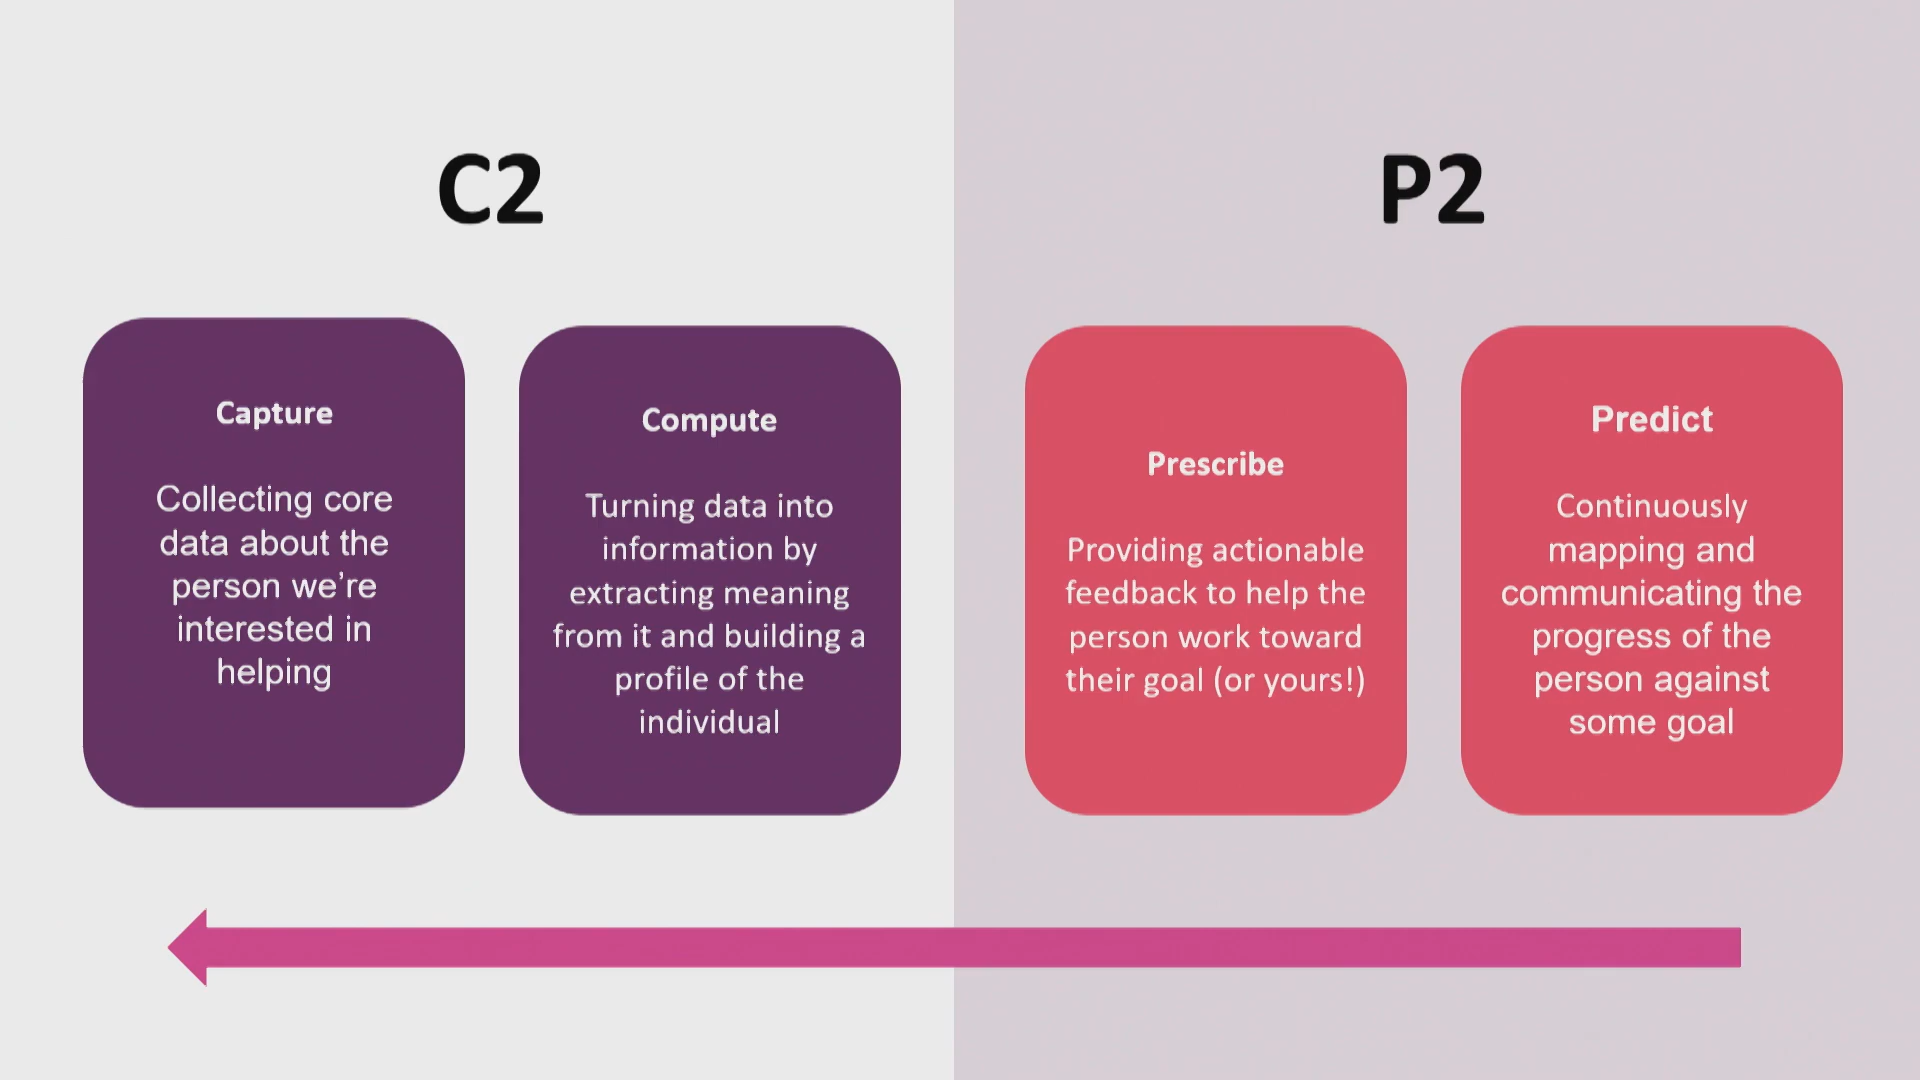 C2
P2
Capture
Collecting core
data about the
person we’re
interested in
helping
Compute
Turning data into
information by
extracting meaning
from it and building a
profile of the
individual
Prescribe
Providing actionable
feedback to help the
person work toward
their goal (or yours!)
Predict
Continuously
mapping and
communicating the
progress of the
person against
some goal